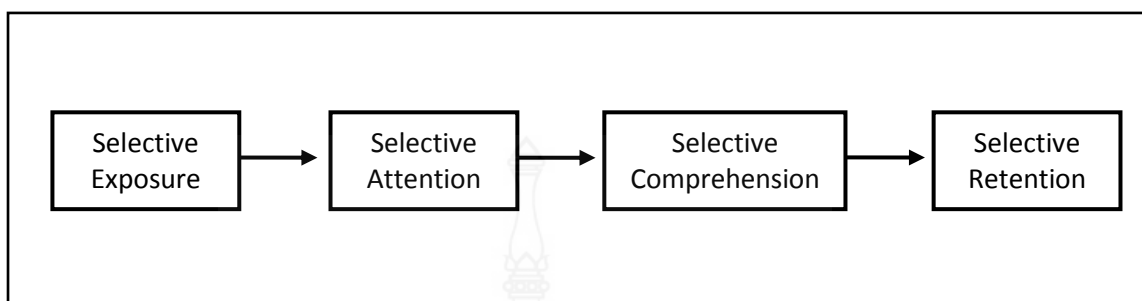 Selective
Exposure
Selective
Attention
Selective
Comprehension
Selective
Retention